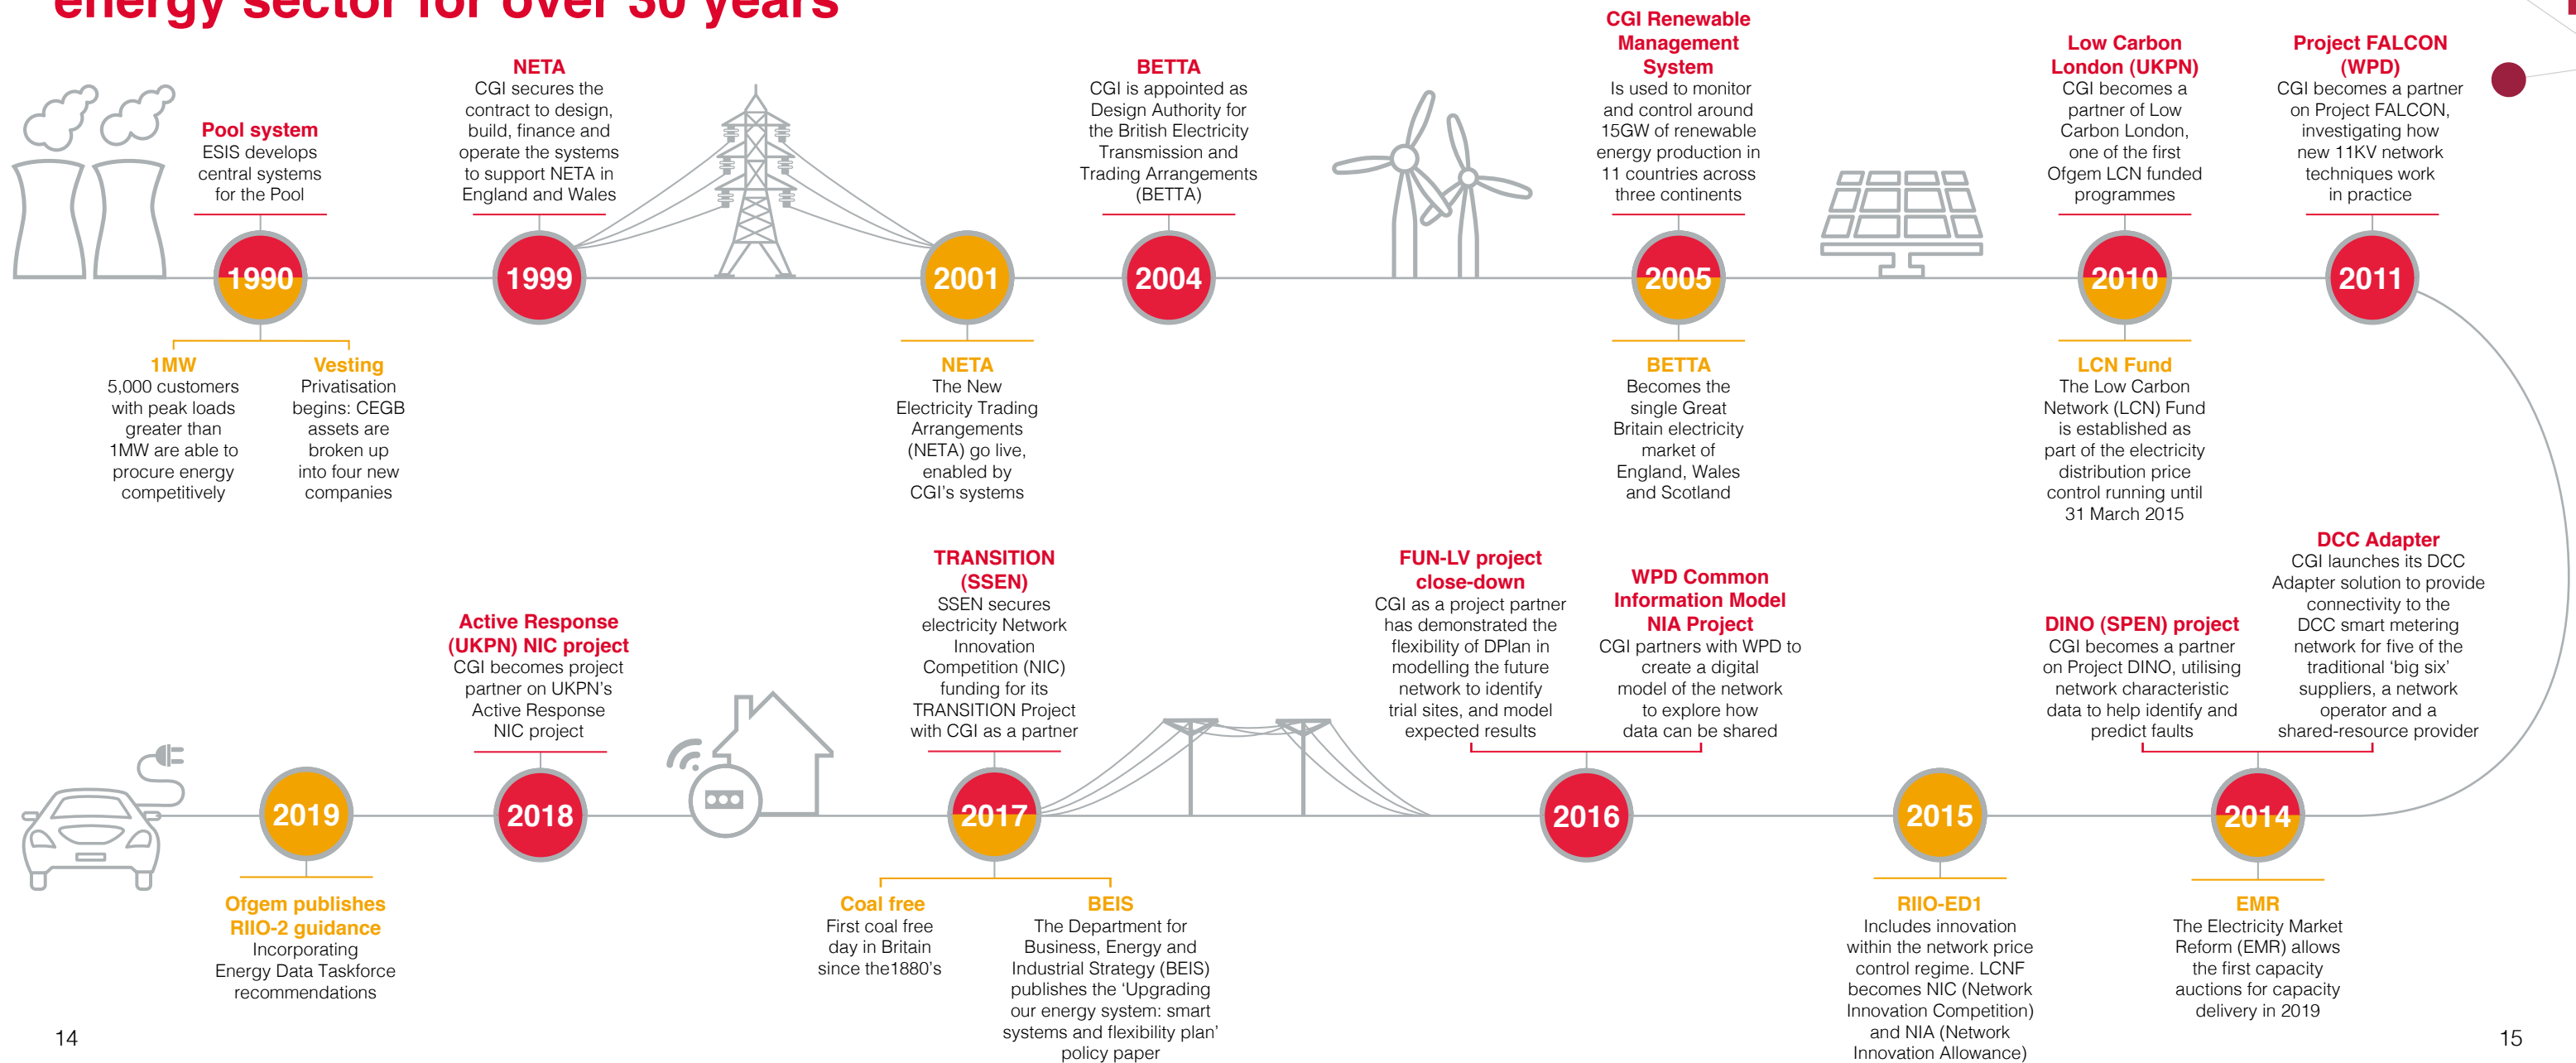 energy sector for over 30 years
Pool system
ESIS develops
central systems
for the Pool
1990
1MW
5,000 customers
with peak loads
greater than
1MW are able to
procure energy
competitively
Vesting
Privatisation
begins: CEGB
assets are
broken up
into four new
companies
NETA
CGI secures the
contract to design,
build, finance and
operate the systems
to support NETA in
England and Wales
1999
2001
NETA
The New
Electricity Trading
Arrangements
(NETA) go live,
enabled by
CGI's systems
BETTA
CGI is appointed as
Design Authority for
the British Electricity
Transmission and
Trading Arrangements
(BETTA)
2004
CGI Renewable
Management
System
Is used to monitor
and control around
15GW of renewable
energy production in
11 countries across
three continents
2005
BETTA
Becomes the
single Great
Britain electricity
market of
England, Wales
and Scotland
Low Carbon
London (UKPN)
CGI becomes a
partner of Low
Carbon London,
one of the first
Ofgem LCN funded
programmes
2010
LCN Fund
The Low Carbon
Network (LCN) Fund
is established as
part of the electricity
distribution price
control running until
31 March 2015
Project FALCON
(WPD)
CGI becomes a partner
on Project FALCON,
investigating how
new 11KV network
techniques work
in practice
2011
DCC Adapter
CGI launches its DCC
Adapter solution to provide
connectivity to the
DCC smart metering
network for five of the
traditional ‘big six’
suppliers, a network
operator and a
shared-resource provider
DINO (SPEN) project
CGI becomes a partner
on Project DINO, utilising
network characteristic
data to help identify and
predict faults
2014
EMR
The Electricity Market
Reform (EMR) allows
the first capacity
auctions for capacity
delivery in 2019
2015
RIIO-ED1
Includes innovation
within the network price
control regime. LCNF
becomes NIC (Network
Innovation Competition)
and NIA (Network
Innovation Allowance)
FUN-LV project
close-down
CGI as a project partner
has demonstrated the
flexibility of DPlan in
modelling the future
network to identify
trial sites, and model
expected results
WPD Common
Information Model
NIA Project
CGI partners with WPD to
create a digital
model of the network
to explore how
data can be shared
2016
TRANSITION
(SSEN)
SSEN secures
electricity Network
Innovation
Competition (NIC)
funding for its
TRANSITION Project
with CGI as a partner
2017
Coal free
First coal free
day in Britain
since the1880's
BEIS
The Department for
Business, Energy and
Industrial Strategy (BEIS)
publishes the ‘Upgrading
our energy system: smart
systems and flexibility plan’
policy paper
Active Response
(UKPN) NIC project
CGI becomes project
partner on UKPN's
Active Response
NIC project
2018
2019
Ofgem publishes
RIIO-2 guidance
Incorporating
Energy Data Taskforce
recommendations
14
15